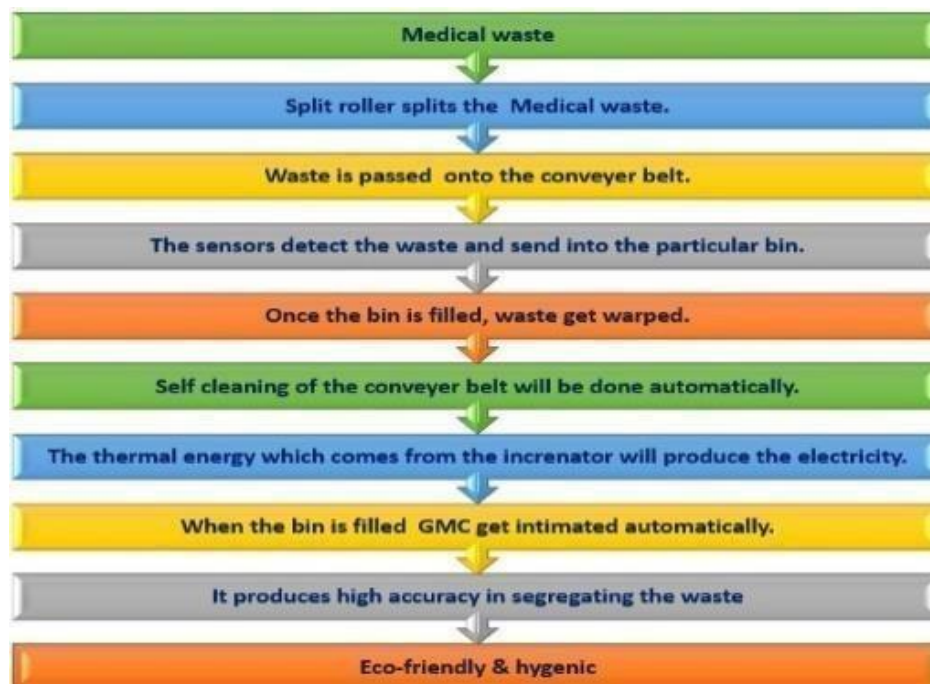 Medical waste
Split roller splits the Medical waste.
Waste is passed onto the conveyer belt.
The sensors detect the waste and send into the particular bin.
Once the bin is filled, waste get warped.
Self cleaning of the conveyer belt will be done automatically.
The thermal energy which comes from the increnator will produce the electricity.
When the bin is filled GMC get intimated automatically.
It produces high accuracy in segregating the waste
Eco-friendly & hygenic